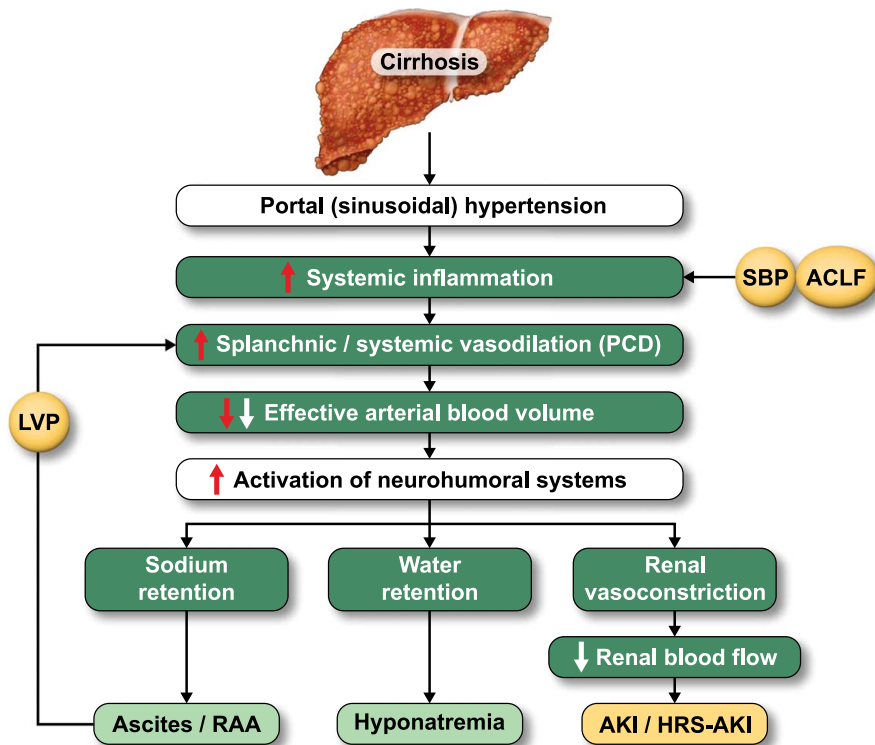 Cirrhosis
Portal (sinusoidal) hypertension
Systemic inflammation
SBP
ACLF
Splanchnic / systemic vasodilation (PCD)
LVP
Effective arterial blood volume
Activation of neurohumoral systems
Sodium
retention
Water
retention
Renal
vasoconstriction
Renal blood flow
Ascites / RAA
Hyponatremia
AKI / HRS-AKI